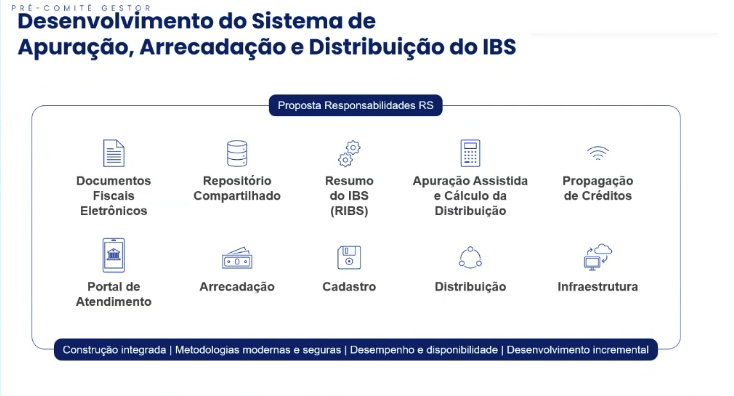 PRÉ-COMITÊ GESTOR
Desenvolvimento do Sistema de
Apuração, Arrecadação e Distribuição do IBS
Proposta Responsabilidades RS
Documentos
Fiscais
Eletrônicos
Repositório
Compartilhado
Resumo
do IBS
(RIBS)
Apuração Assistida
e Cálculo da
Distribuição
Propagação
de Créditos
Portal de
Atendimento
Arrecadação
Cadastro
Distribuição
Infraestrutura
Construção integrada | Metodologias modernas e seguras | Desempenho e disponibilidade | Desenvolvimento incremental